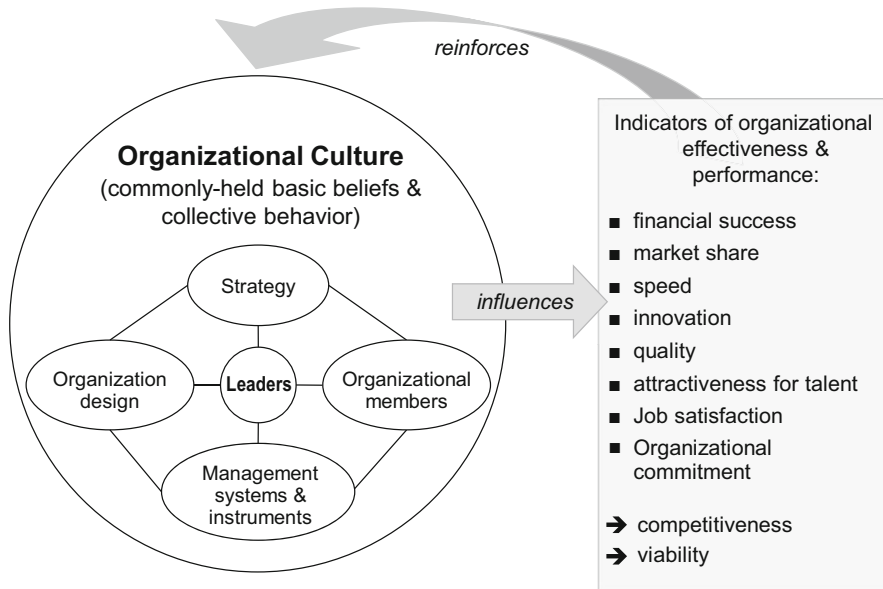 reinforces
Organizational Culture
(commonly-held basic beliefs &
collective behavior)
Strategy
Organization
design
Leaders
Organizational
members
Management
systems &
instruments
influences
Indicators of organizational
effectiveness &
performance:
■ financial success
■ market share
■ speed
■ innovation
■ quality
■ attractiveness for talent
■ Job satisfaction
■ Organizational
commitment
➔ competitiveness
➔ viability